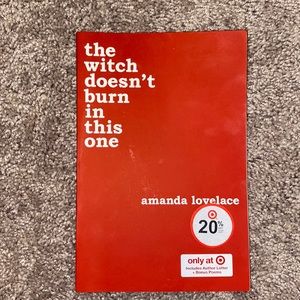 the
witch
doesn't
burn
in
this
one
amanda lovelace
20%
only at
Includes Author Letter
+ Bonus Poems